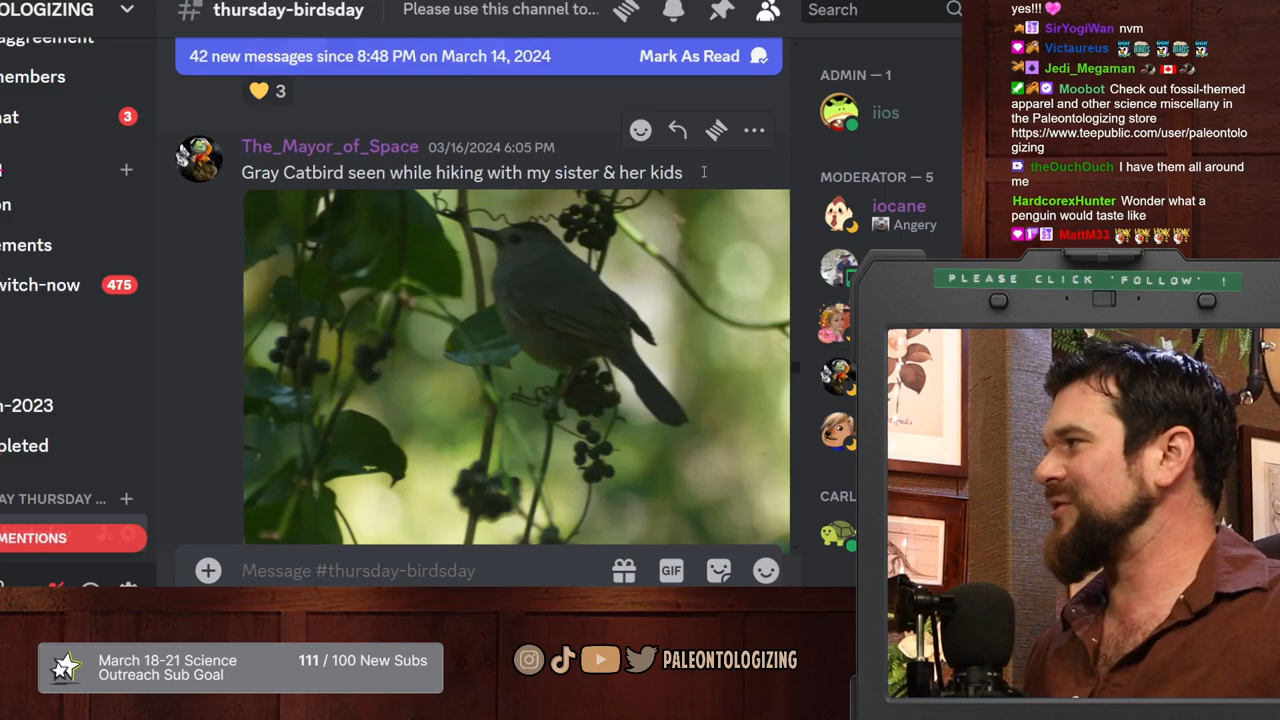 OLOGIZING
aggreement
nembers
nat
3
on
ements
witch-now
475
n-2023
pleted
AY THURSDAY ...
MENTIONS
thursday-birdsday
Please use this channel to...
Search
42 new messages since 8:48 PM on March 14, 2024
Mark As Read
3
The_Mayor_of_Space 03/16/2024 6:05 PM
Gray Catbird seen while hiking with my sister & her kids
Message #thursday-birdsday
GIF
ADMIN — 1
iios
MODERATOR — 5
iocane
Angery
CARL
yes!!!
SirYogiWan nvm
Victaureus
Jedi_Megaman
Moobot Check out fossil-themed
apparel and other science miscellany in
the Paleontologizing store
https://www.teepublic.com/user/paleontolo
gizing
theOuchOuch I have them all around
me
HardcorexHunter Wonder what a
penguin would taste like
MattM33
PLEASE CLICK 'FOLLOW' !
March 18-21 Science
Outreach Sub Goal
111 / 100 New Subs
PALEONTOLOGIZING